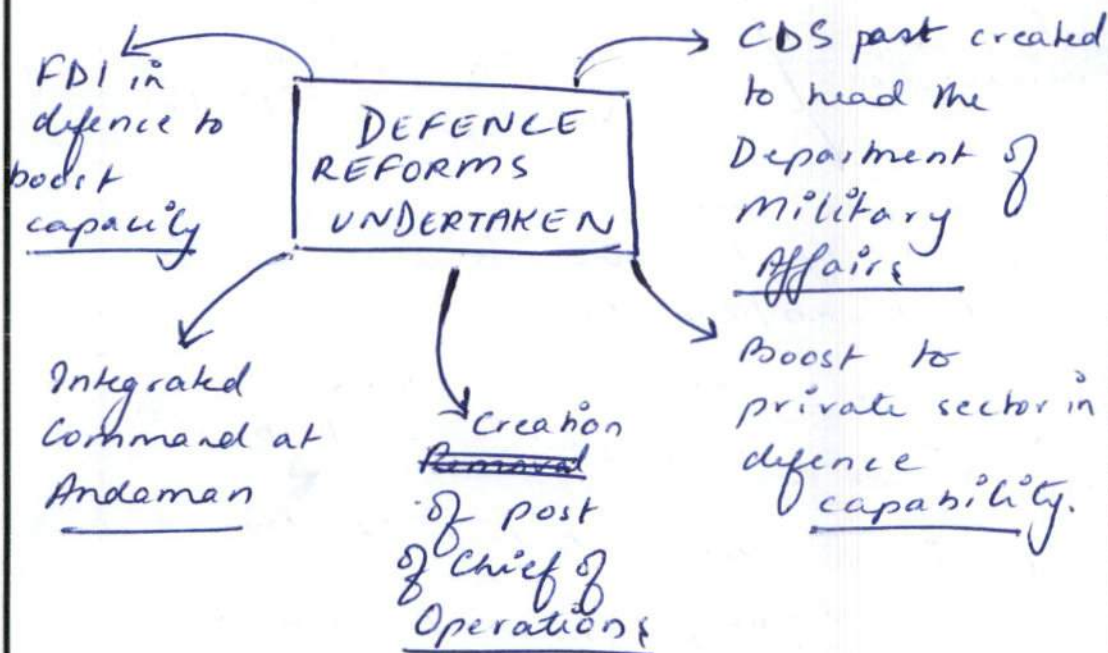 DEFENCE
REFORMS
UNDERTAKEN
FDI in
defence to
boost
capacity
CDS post created
to head the
Department of
Military
Affairs
Integrated
Command at
Andaman
Creation
Removal
of post
of Chief of
Operations
Boost to
private sector in
defence
capability.